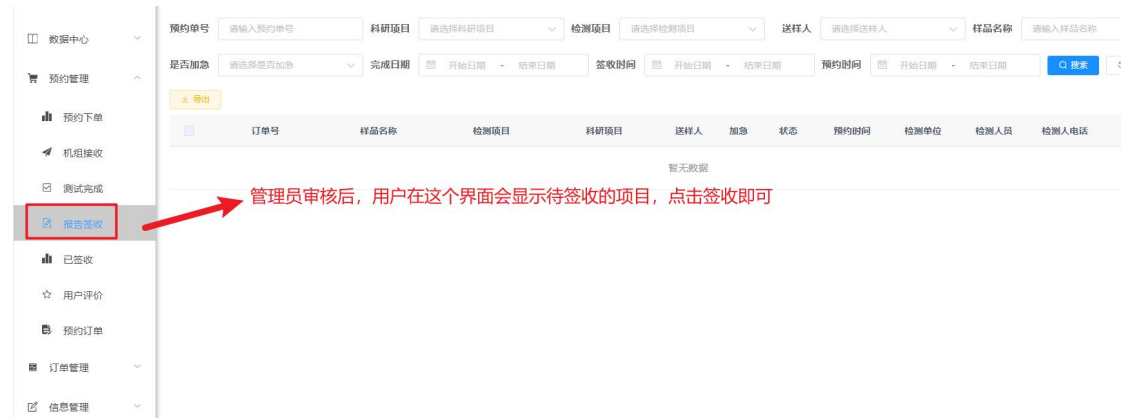 数据中心
预约管理
预约下单
机组接收
测试完成
报告签收
已签收
用户评价
预约订单
订单管理
信息管理
预约单号 请输入预约单号 科研项目 请选择科研项目 检测项目 请选择检测项目 送样人 请选择送样人 样品名称 请输入样品名称
是否加急 请选择是否加急 完成日期 开始日期 - 结束日期 签收时间 开始日期 - 结束日期 预约时间 开始日期 - 结束日期 搜索
导出
订单号 样品名称 检测项目 科研项目 送样人 加急 状态 预约时间 检测单位 检测人员 检测人电话
暂无数据
管理员审核后，用户在这个界面会显示待签收的项目，点击签收即可